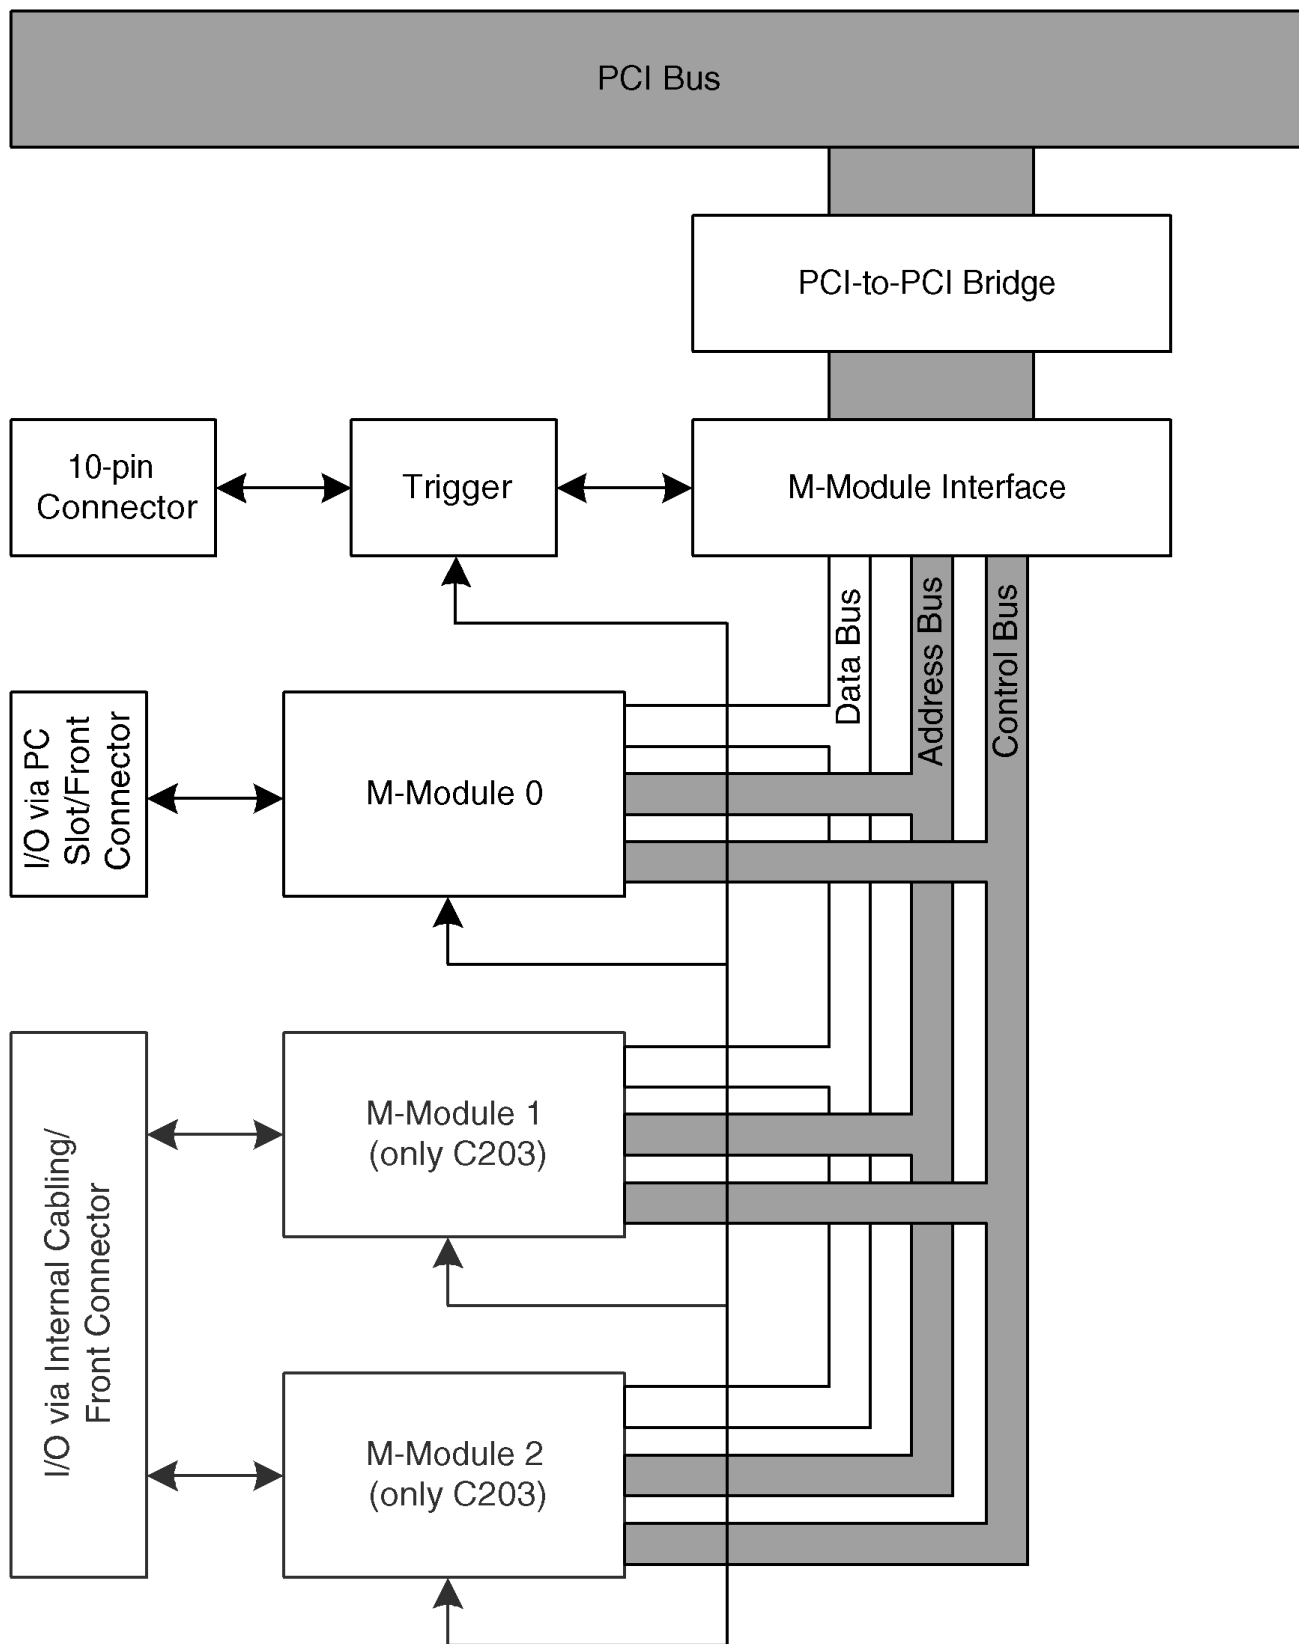 PCI Bus
PCI-to-PCI Bridge
10-pin
Connector
Trigger
M-Module Interface
Data Bus
Address Bus
Control Bus
I/O via PC
Slot/Front
Connector
M-Module 0
I/O via Internal Cabling/
Front Connector
M-Module 1
(only C203)
M-Module 2
(only C203)